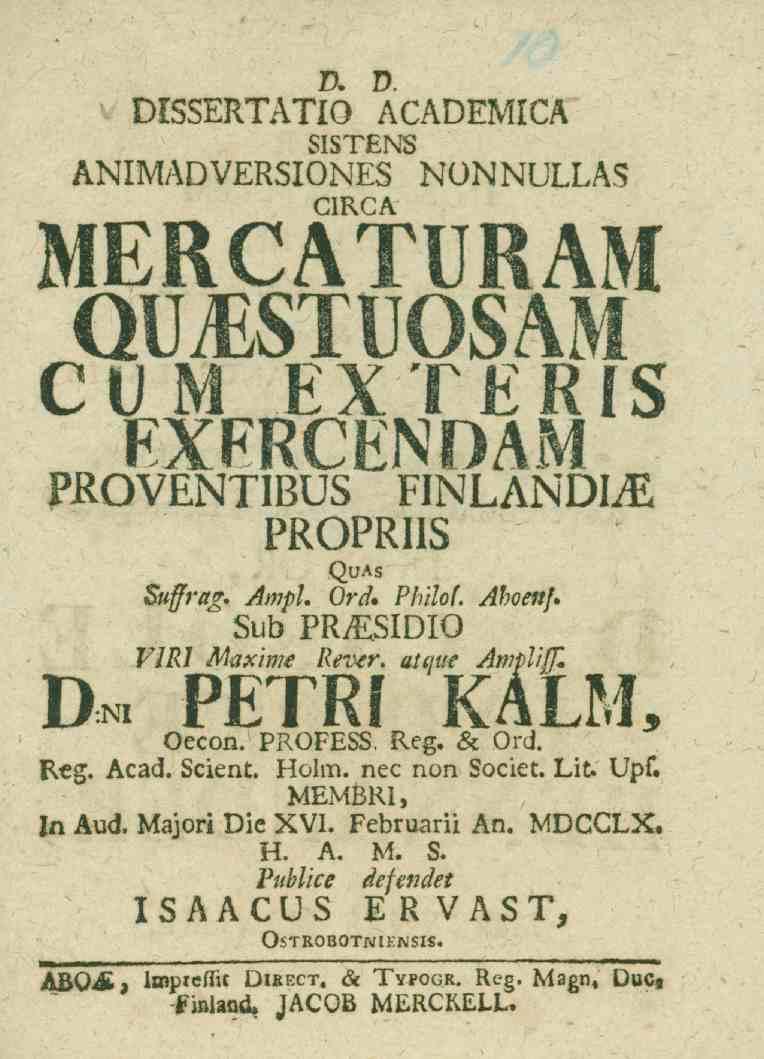 10
D. D.
DISSERTATIO ACADEMICA
SISTENS
ANIMADVERSIONES NONNULLAS
CIRCA
MERCATURAM
QUÆSTUOSAM
CUM EXTERIS
EXERCENDAM
PROVENTIBUS FINLANDIÆ
PROPRIIS
QUAS
Suffrag. Ampl. Ord. Philoſ. Aboenſ.
Sub PRÆSIDIO
VIRI Maxime Rever. atque Ampliſſ.
D:NI PETRI KALM,
Oecon. PROFESS. Reg. & Ord.
Reg. Acad. Scient. Holm. nec non Societ. Lit. Upſ.
MEMBRI,
In Aud. Majori Die XVI. Februarii An. MDCCLX.
H. A. M. S.
Publice defendet
ISAACUS ERVAST,
OSTROBOTNIENSIS.
ABOÆ, Impreſſit DIRECT. & TYPOGR. Reg. Magn. Duc.
Finland. JACOB MERCKELL.